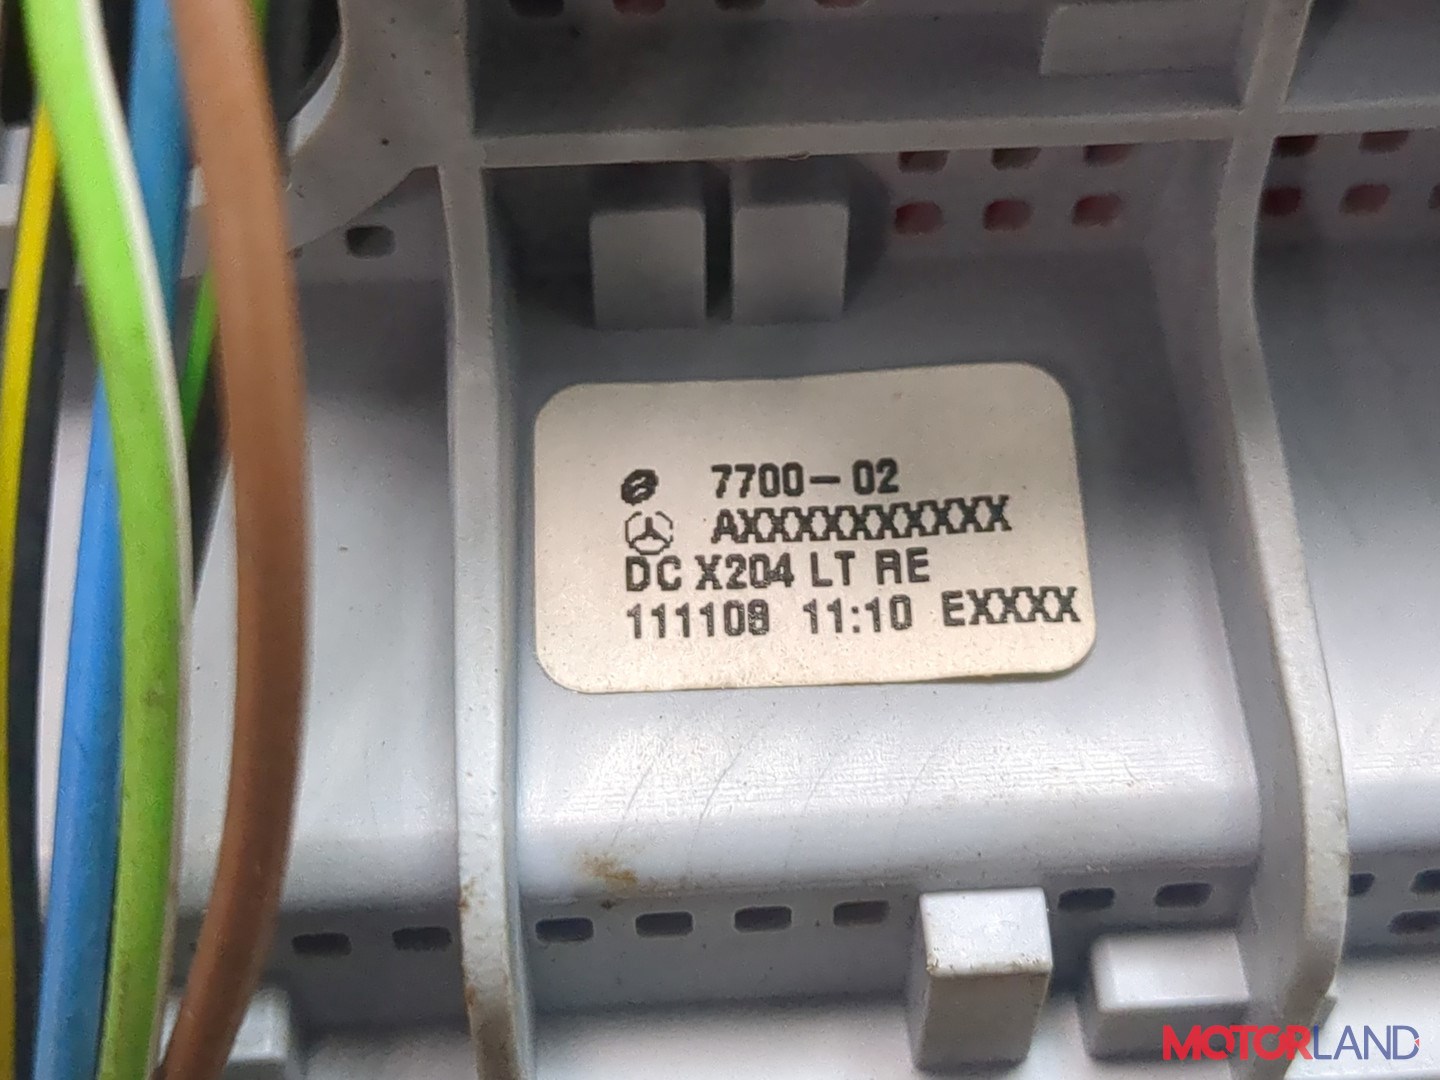 7700-02
AXXXXXXXXXX
DC X204 LT RE
111108 11:10 EXXXX
MOTORLAND